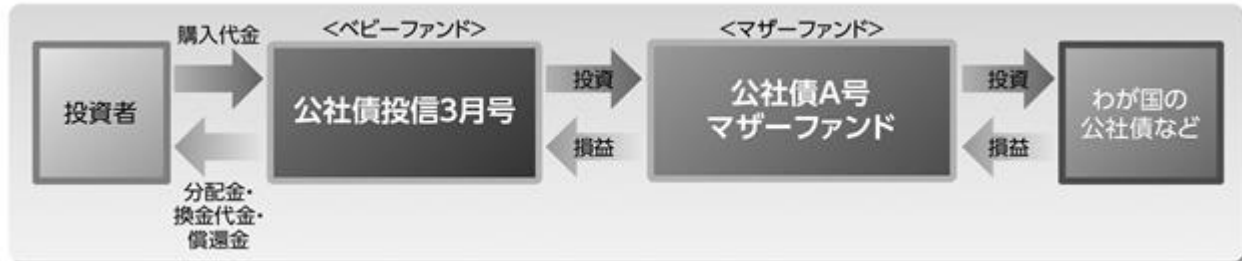 購入代金
<ベビーファンド>
<マザーファンド>
投資者
公社債投信3月号
投資
公社債A号
マザーファンド
投資
わが国の
公社債など
損益
損益
分配金・
換金代金・
償還金